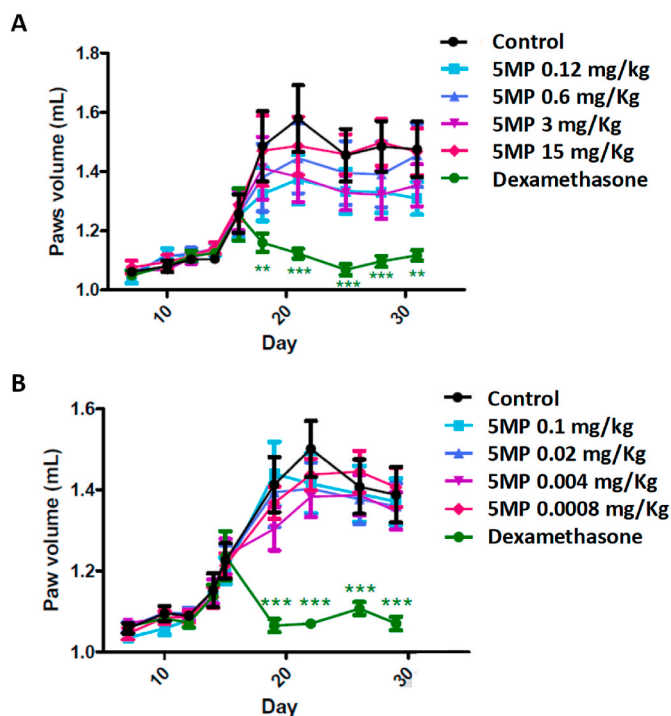 A
Control
5MP 0.12 mg/kg
5MP 0.6 mg/Kg
5MP 3 mg/Kg
5MP 15 mg/Kg
Dexamethasone
Paws volume (mL)
1.8
1.6
1.4
1.2
1.0
** *** *** *** **
10 20 30
Day
B
Control
5MP 0.1 mg/kg
5MP 0.02 mg/Kg
5MP 0.004 mg/Kg
5MP 0.0008 mg/Kg
Dexamethasone
Paw volume (mL)
1.6
1.4
1.2
1.0
*** *** *** ***
10 20 30
Day